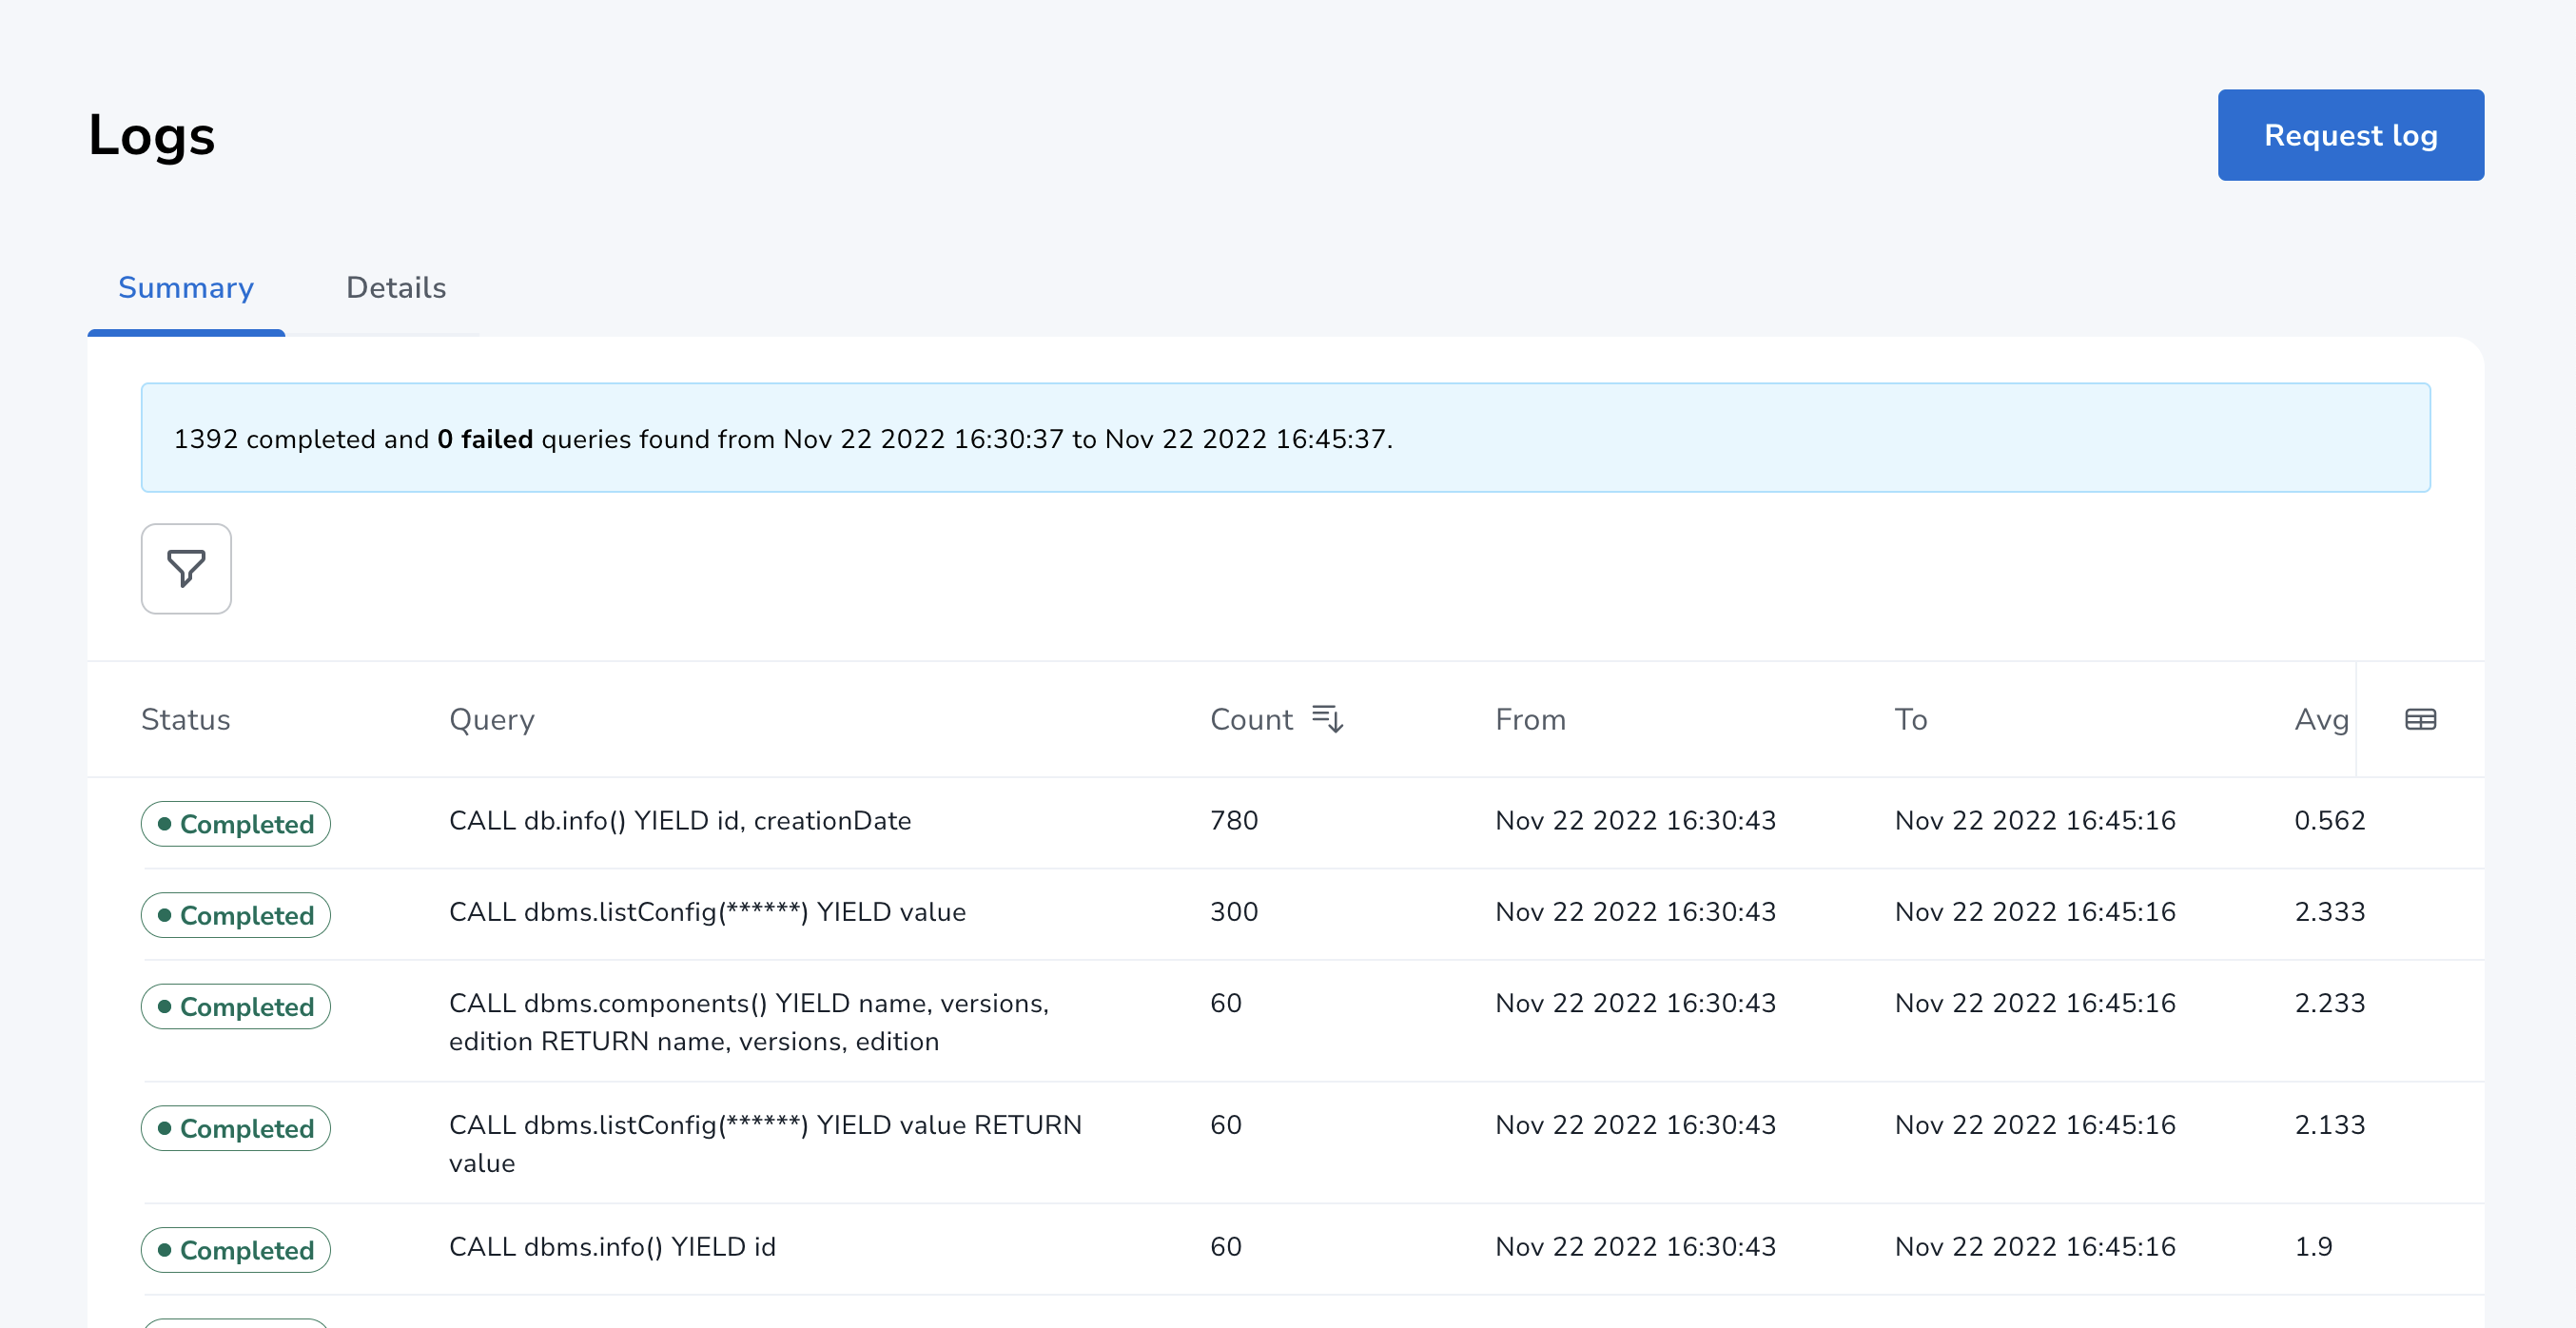 Logs
Request log
Summary Details
1392 completed and 0 failed queries found from Nov 22 2022 16:30:37 to Nov 22 2022 16:45:37.
Status Query Count From To Avg
Completed CALL db.info() YIELD id, creationDate 780 Nov 22 2022 16:30:43 Nov 22 2022 16:45:16 0.562
Completed CALL dbms.listConfig(******) YIELD value 300 Nov 22 2022 16:30:43 Nov 22 2022 16:45:16 2.333
Completed CALL dbms.components() YIELD name, versions, 60 Nov 22 2022 16:30:43 Nov 22 2022 16:45:16 2.233
edition RETURN name, versions, edition
Completed CALL dbms.listConfig(******) YIELD value RETURN 60 Nov 22 2022 16:30:43 Nov 22 2022 16:45:16 2.133
value
Completed CALL dbms.info() YIELD id 60 Nov 22 2022 16:30:43 Nov 22 2022 16:45:16 1.9